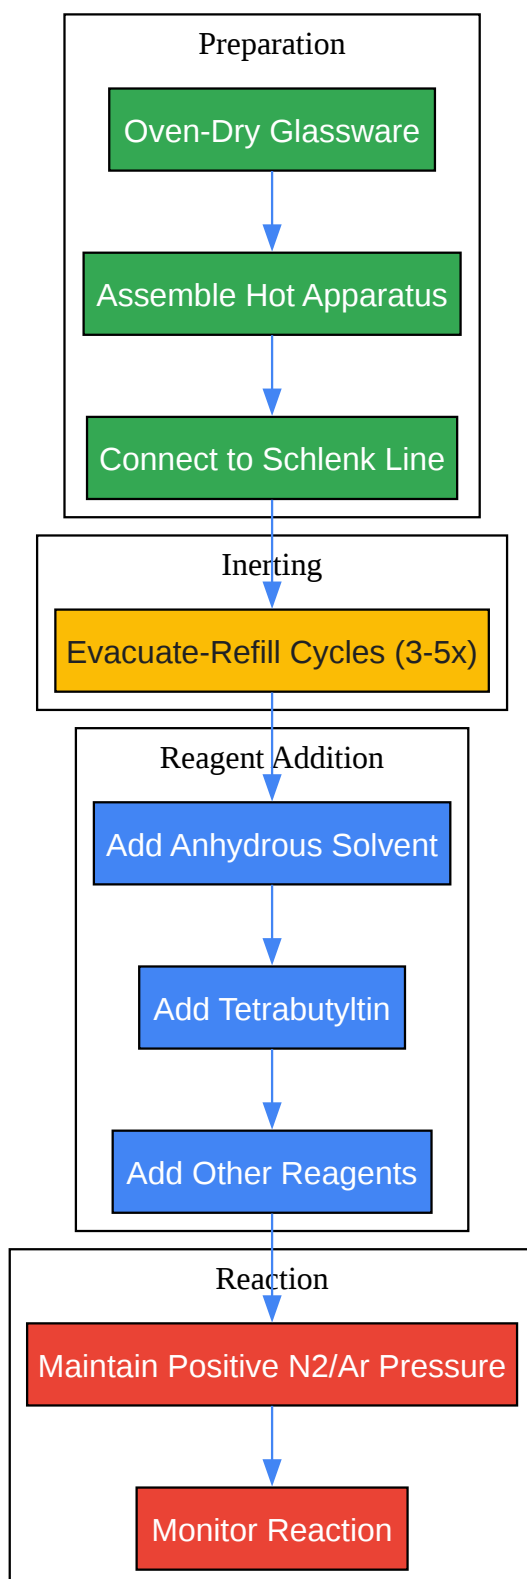 Preparation
Oven-Dry Glassware
Assemble Hot Apparatus
Connect to Schlenk Line
Inerting
Evacuate-Refill Cycles (3-5x)
Reagent Addition
Add Anhydrous Solvent
Add Tetrabutyltin
Add Other Reagents
Reaction
Maintain Positive N2/Ar Pressure
Monitor Reaction